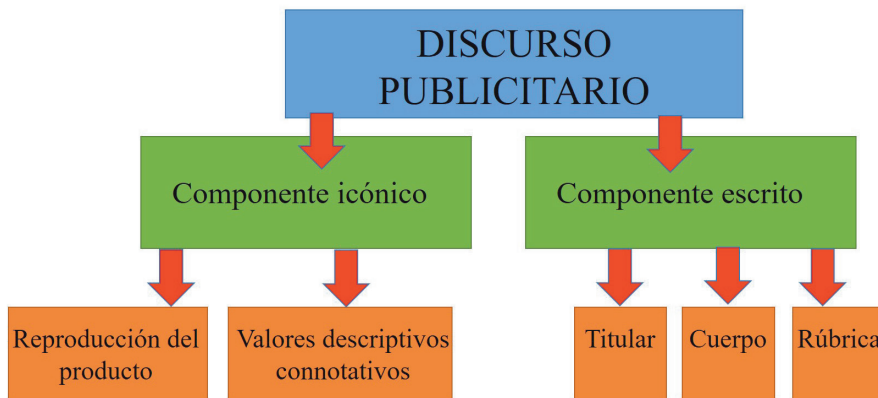 DISCURSO
PUBLICITARIO
Componente icónico
Componente escrito
Reproducción del
producto
Valores descriptivos
connotativos
Titular
Cuerpo
Rúbrica